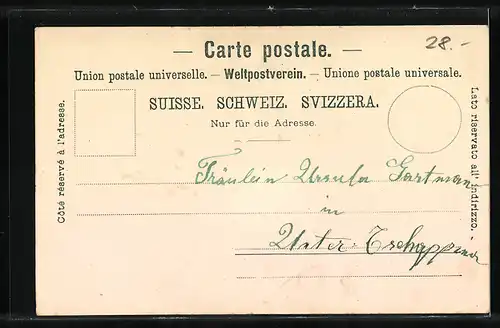 28.-
— Carte postale. —
Union postale universelle. — Weltpostverein. — Unione postale universale.
SUISSE. SCHWEIZ. SVIZZERA.
Nur für die Adresse.
Côté réservé à l'adresse.
Lato riservato all' indirizzo.
Fräulein Ursula Gartman
in
Unter-Tschappina